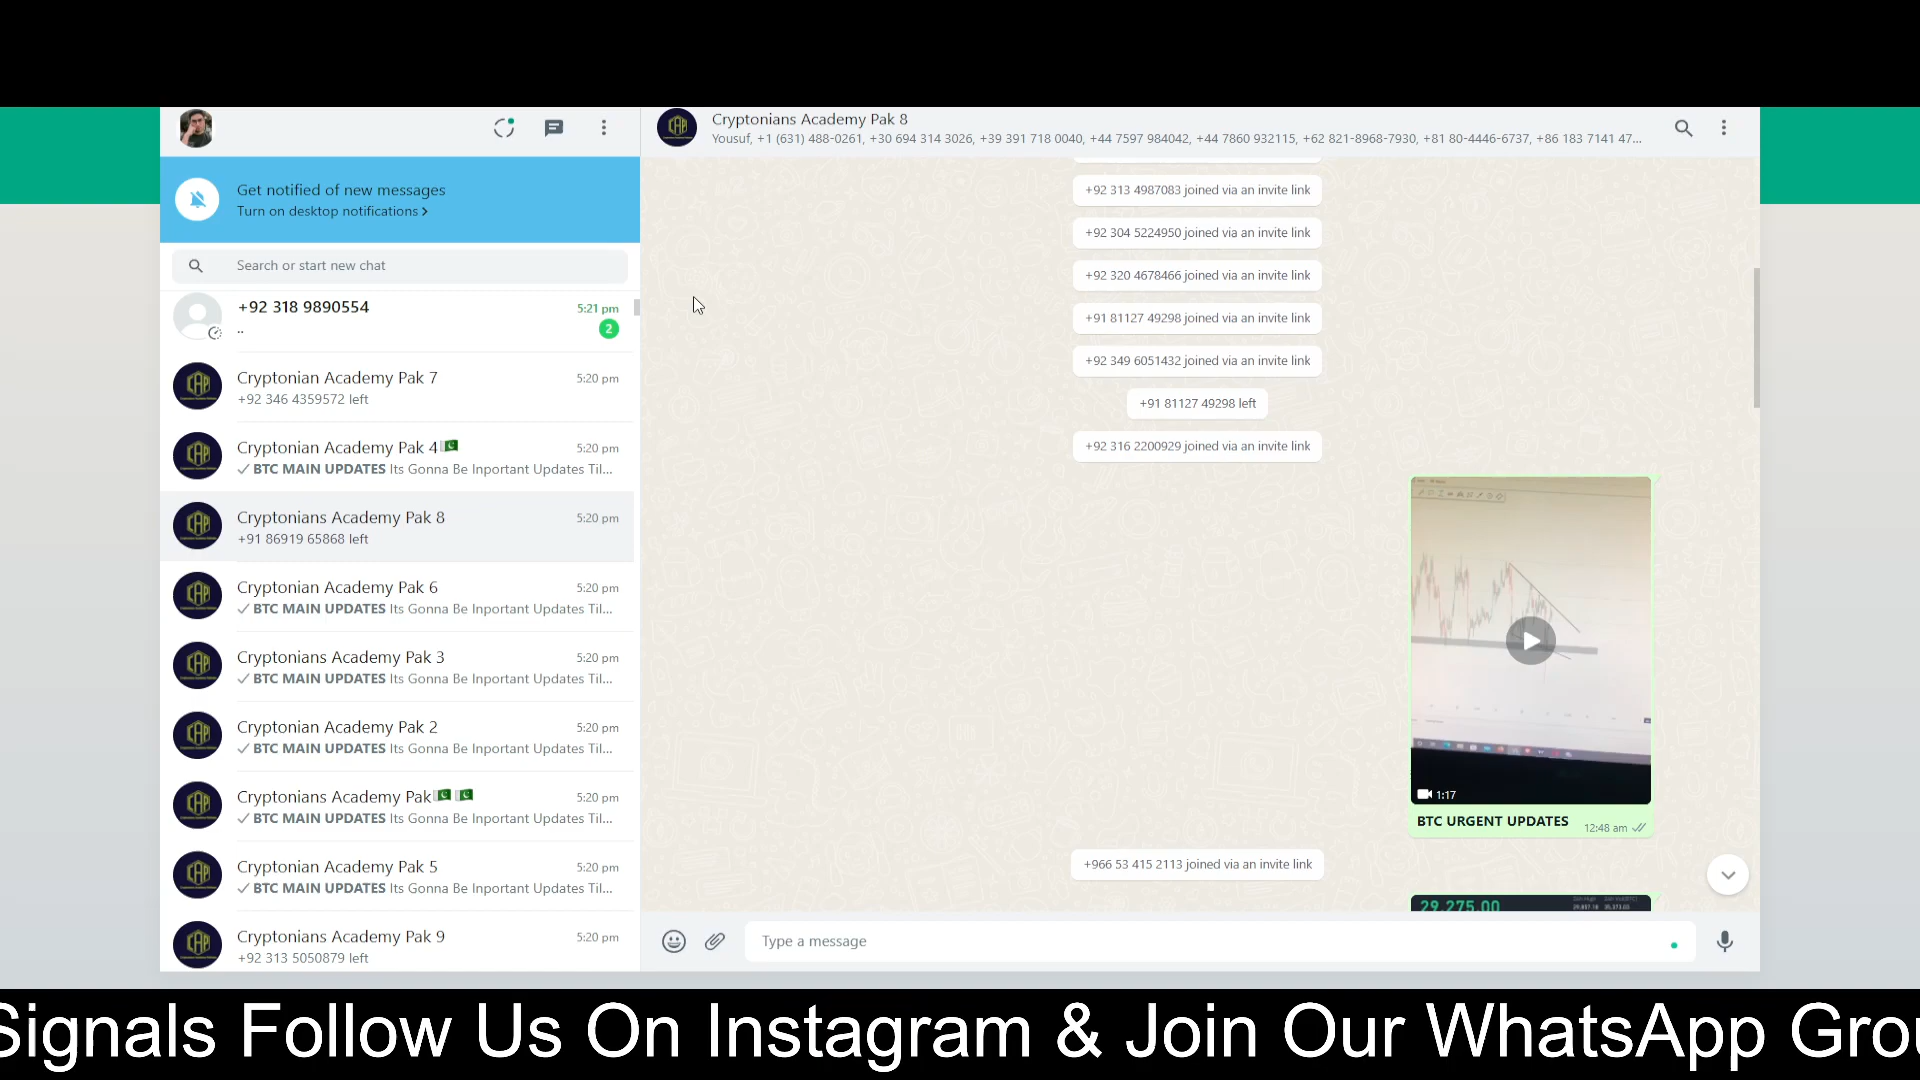 Cryptonians Academy Pak 8
Yousuf, +1 (631) 488-0261, +30 694 314 3026, +39 391 718 0040, +44 7597 984042, +44 7860 932115, +62 821-8968-7930, +81 80-4446-6737, +86 183 7141 47...
Get notified of new messages
Turn on desktop notifications >
Search or start new chat
+92 318 9890554
5:21 pm
..
2
Cryptonian Academy Pak 7
5:20 pm
+92 346 4359572 left
Cryptonian Academy Pak 4
5:20 pm
BTC MAIN UPDATES Its Gonna Be Inportant Updates Til...
Cryptonians Academy Pak 8
5:20 pm
+91 86919 65868 left
Cryptonian Academy Pak 6
5:20 pm
BTC MAIN UPDATES Its Gonna Be Inportant Updates Til...
Cryptonians Academy Pak 3
5:20 pm
BTC MAIN UPDATES Its Gonna Be Inportant Updates Til...
Cryptonian Academy Pak 2
5:20 pm
BTC MAIN UPDATES Its Gonna Be Inportant Updates Til...
Cryptonians Academy Pak
5:20 pm
BTC MAIN UPDATES Its Gonna Be Inportant Updates Til...
Cryptonian Academy Pak 5
5:20 pm
BTC MAIN UPDATES Its Gonna Be Inportant Updates Til...
Cryptonians Academy Pak 9
5:20 pm
+92 313 5050879 left
+92 313 4987083 joined via an invite link
+92 304 5224950 joined via an invite link
+92 320 4678466 joined via an invite link
+91 81127 49298 joined via an invite link
+92 349 6051432 joined via an invite link
+91 81127 49298 left
+92 316 2200929 joined via an invite link
1:17
BTC URGENT UPDATES
12:48 am
+966 53 415 2113 joined via an invite link
29,275.00
Type a message
Signals Follow Us On Instagram & Join Our WhatsApp Grou